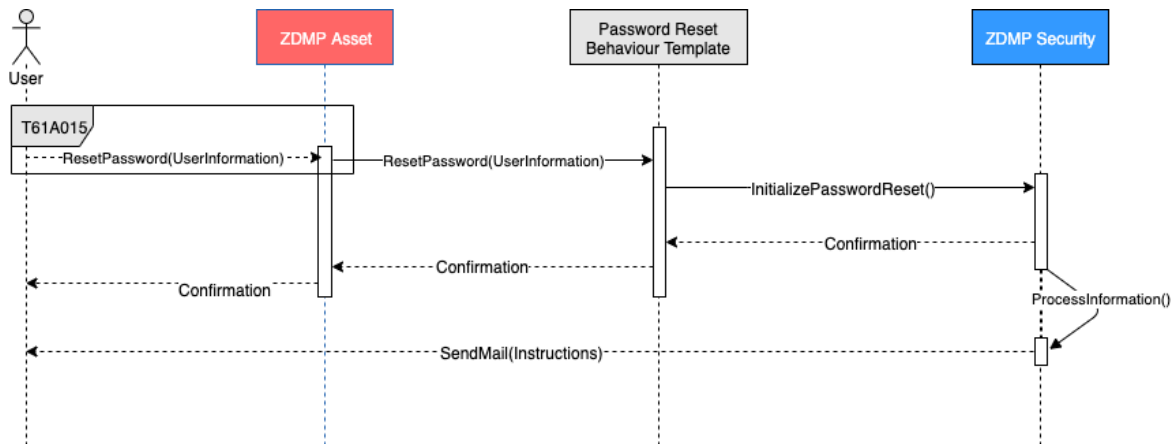 User
ZDMP Asset
Password Reset
Behaviour Template
ZDMP Security
T61A015
ResetPassword(UserInformation)
ResetPassword(UserInformation)
InitializePasswordReset()
Confirmation
Confirmation
Confirmation
ProcessInformation()
SendMail(Instructions)